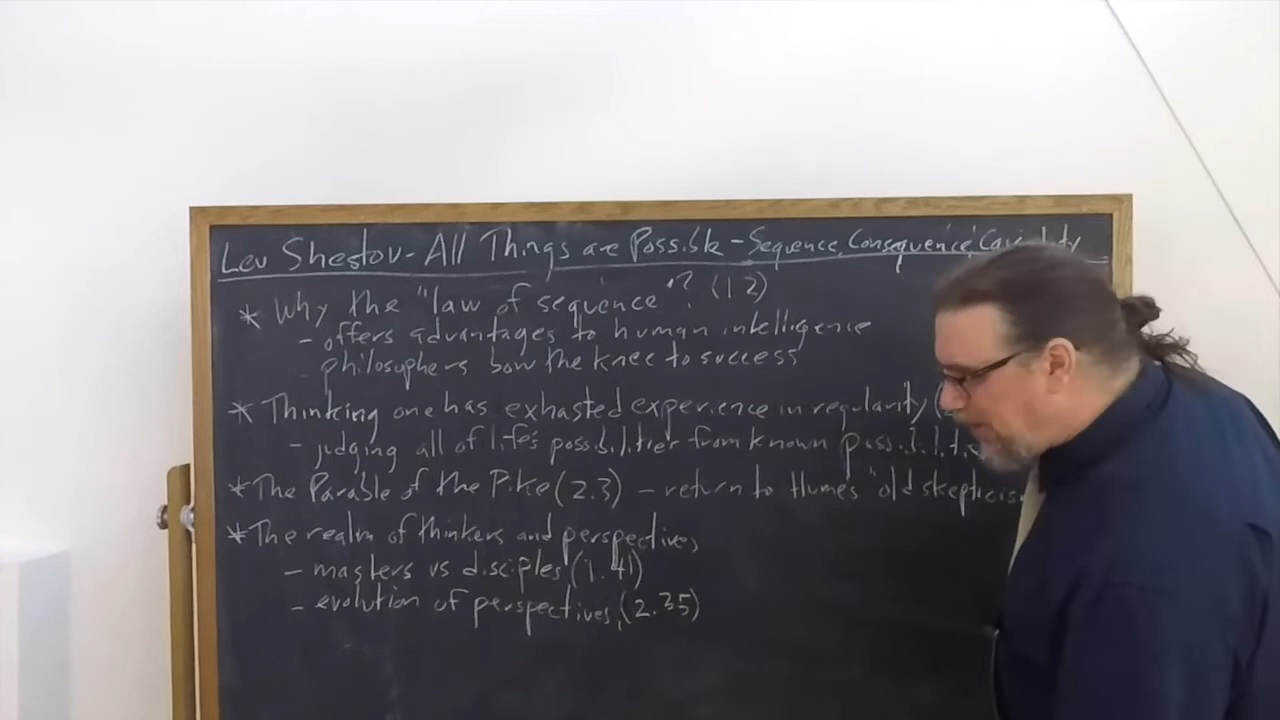 Lev Shestov - All Things are Possible - Sequence, Consequence, Causality
* Why the "law of sequence"? (1 2)
- offers advantages to human intelligence
- philosophers bow the knee to success
* Thinking one has exhasted experience in regularity
- judging all of life's possibilities from known
* The Parable of the Pike (2.3) - return to Hume's "old skepticism
* The realm of thinkers and perspectives
- masters vs disciples (1.41)
- evolution of perspectives, (2.35)